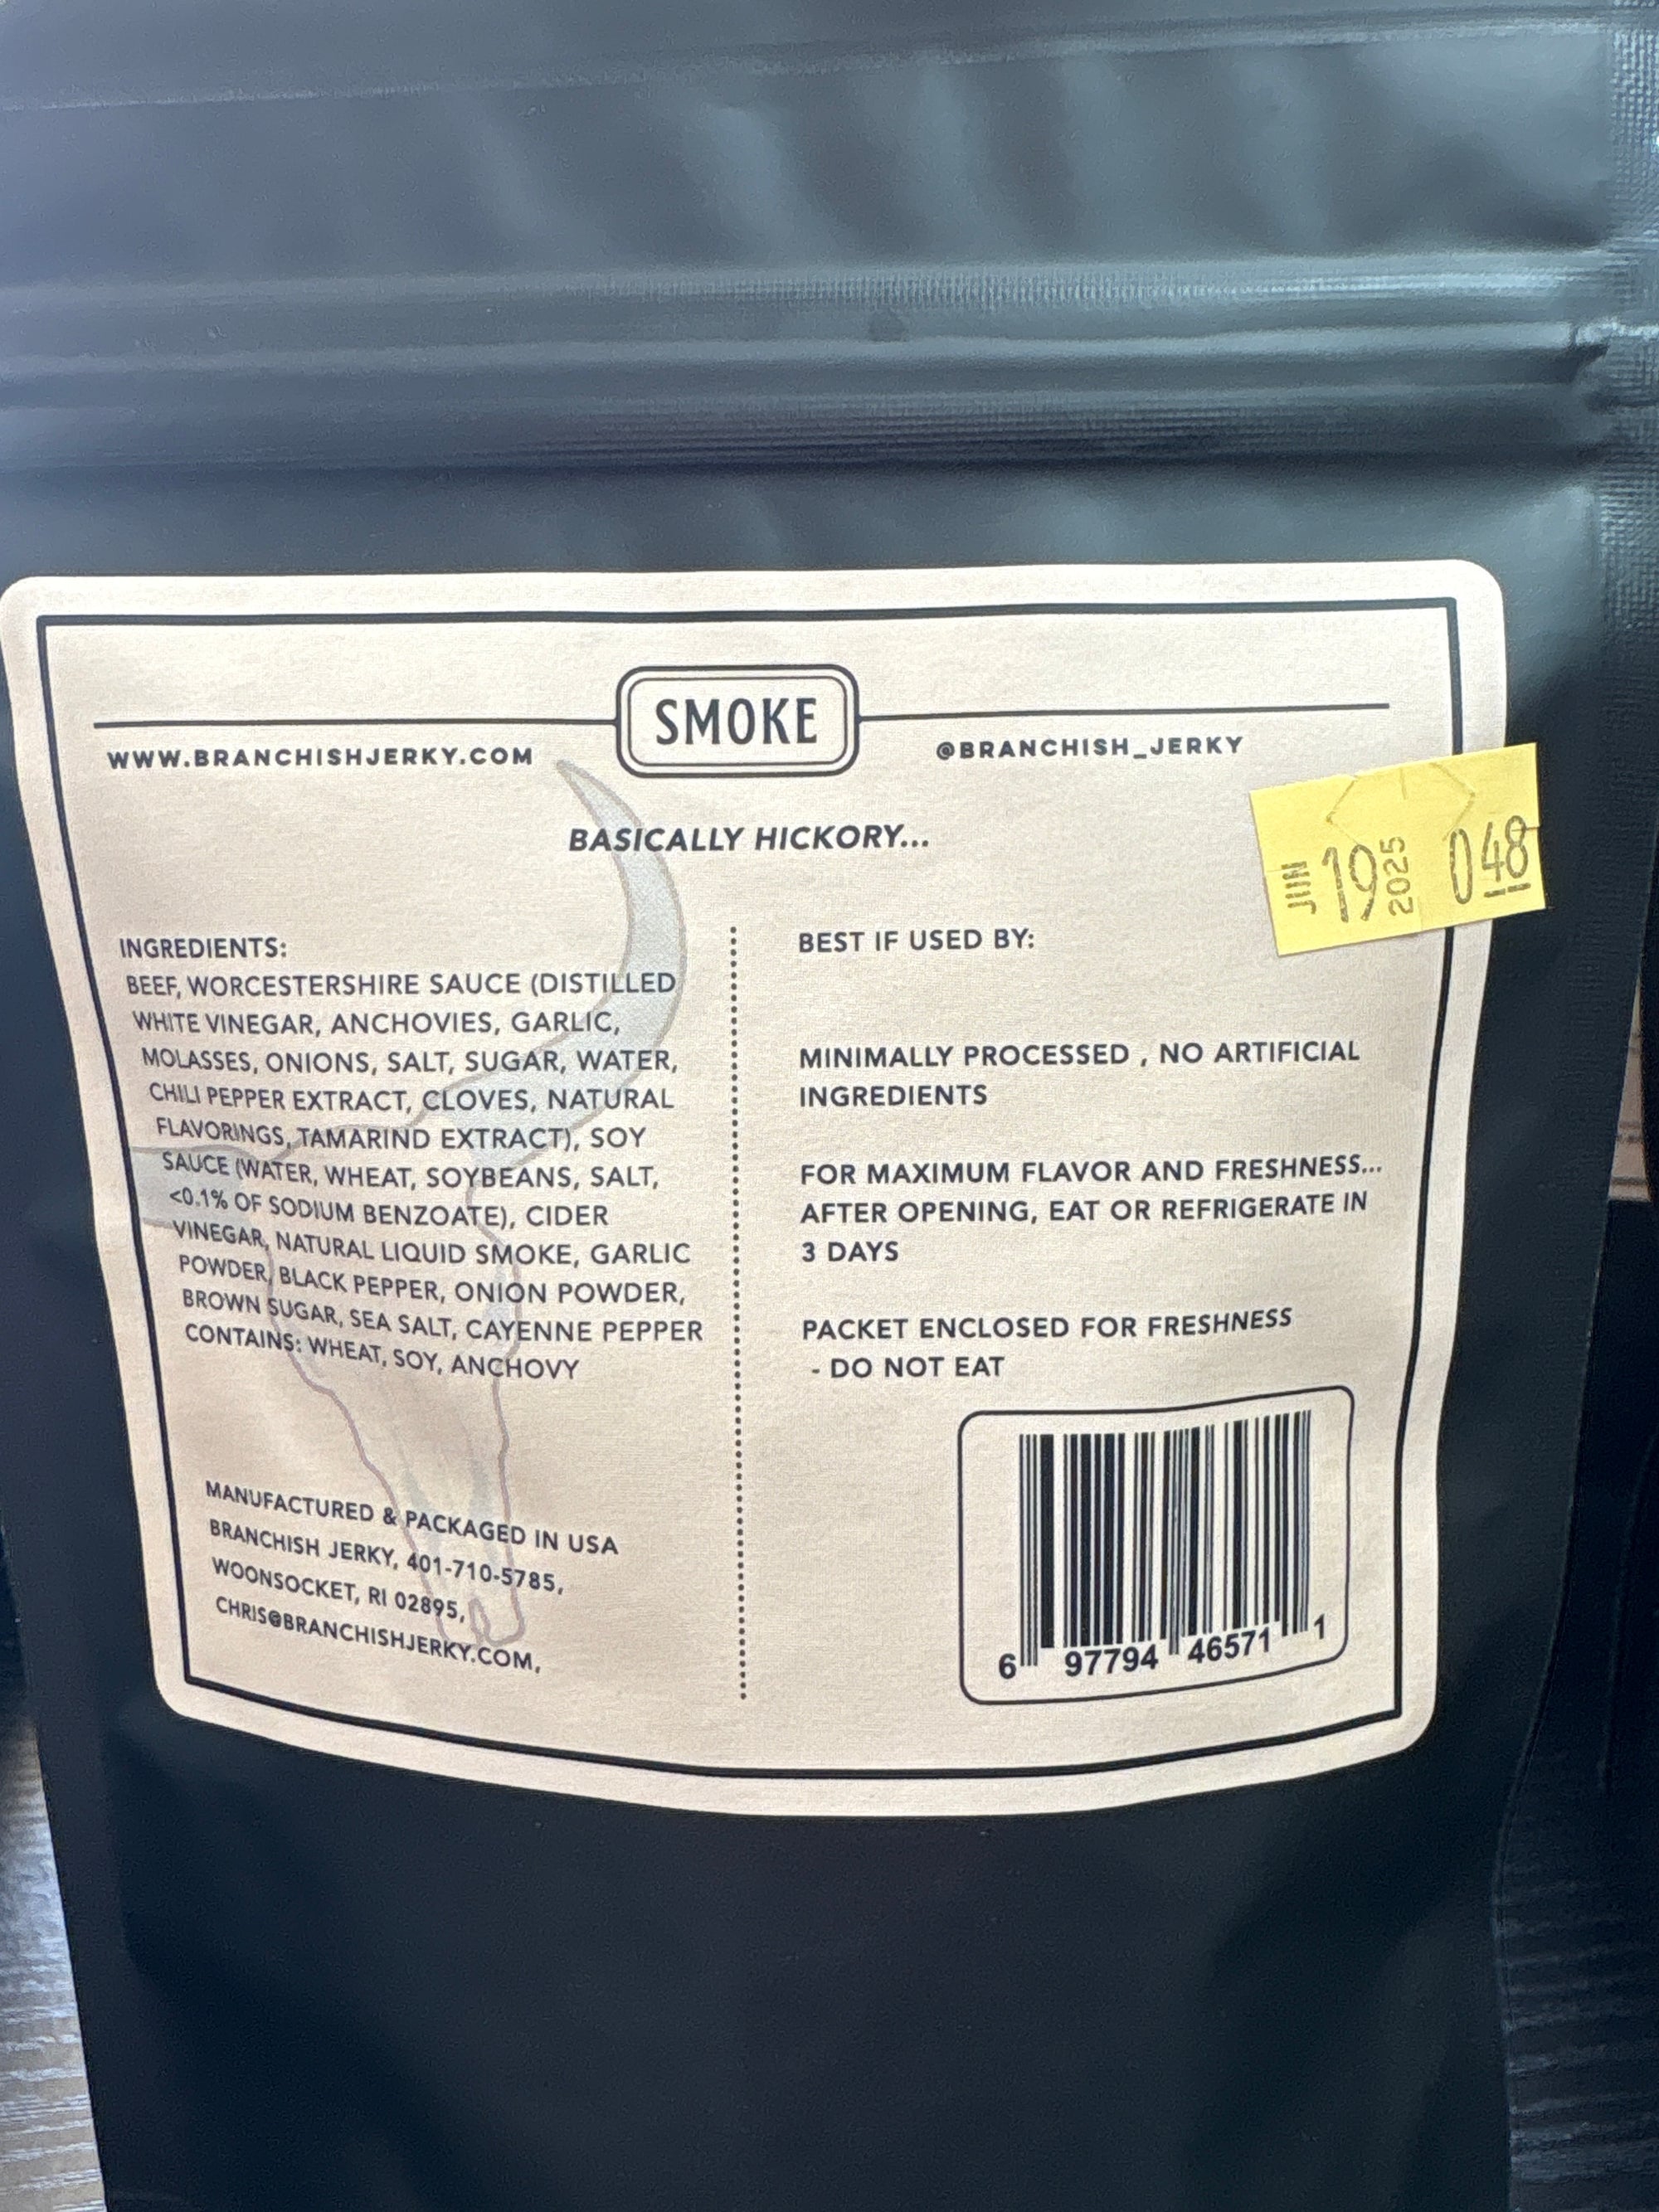 SMOKE
WWW.BRANCHISHJERKY.COM
@BRANCHISH_JERKY
BASICALLY HICKORY...
JUN 19 2025 048
INGREDIENTS:
BEEF, WORCESTERSHIRE SAUCE (DISTILLED
WHITE VINEGAR, ANCHOVIES, GARLIC,
MOLASSES, ONIONS, SALT, SUGAR, WATER,
CHILI PEPPER EXTRACT, CLOVES, NATURAL
FLAVORINGS, TAMARIND EXTRACT), SOY
SAUCE (WATER, WHEAT, SOYBEANS, SALT,
<0.1% OF SODIUM BENZOATE), CIDER
VINEGAR, NATURAL LIQUID SMOKE, GARLIC
POWDER, BLACK PEPPER, ONION POWDER,
BROWN SUGAR, SEA SALT, CAYENNE PEPPER
CONTAINS: WHEAT, SOY, ANCHOVY
MANUFACTURED & PACKAGED IN USA
BRANCHISH JERKY, 401-710-5785,
WOONSOCKET, RI 02895,
CHRIS@BRANCHISHJERKY.COM,
BEST IF USED BY:
MINIMALLY PROCESSED , NO ARTIFICIAL
INGREDIENTS
FOR MAXIMUM FLAVOR AND FRESHNESS...
AFTER OPENING, EAT OR REFRIGERATE IN
3 DAYS
PACKET ENCLOSED FOR FRESHNESS
- DO NOT EAT
6 97794 46571 1